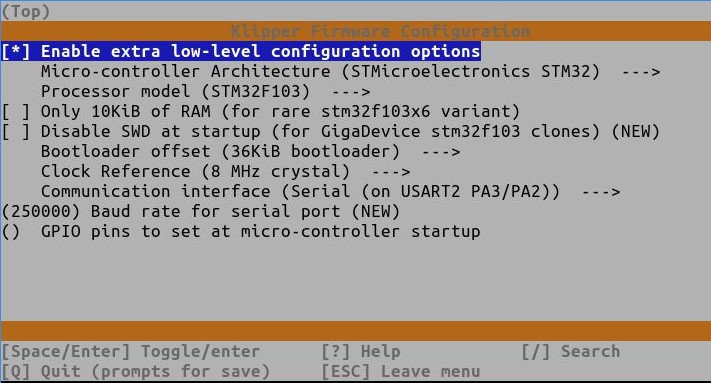 (Top)
Klipper Firmware Configuration
[*] Enable extra low-level configuration options
Micro-controller Architecture (STMicroelectronics STM32) --->
Processor model (STM32F103) --->
[ ] Only 10KiB of RAM (for rare stm32f103x6 variant)
[ ] Disable SWD at startup (for GigaDevice stm32f103 clones) (NEW)
Bootloader offset (36KiB bootloader) --->
Clock Reference (8 MHz crystal) --->
Communication interface (Serial (on USART2 PA3/PA2)) --->
(250000) Baud rate for serial port (NEW)
() GPIO pins to set at micro-controller startup
[Space/Enter] Toggle/enter [?] Help [/] Search
[Q] Quit (prompts for save) [ESC] Leave menu